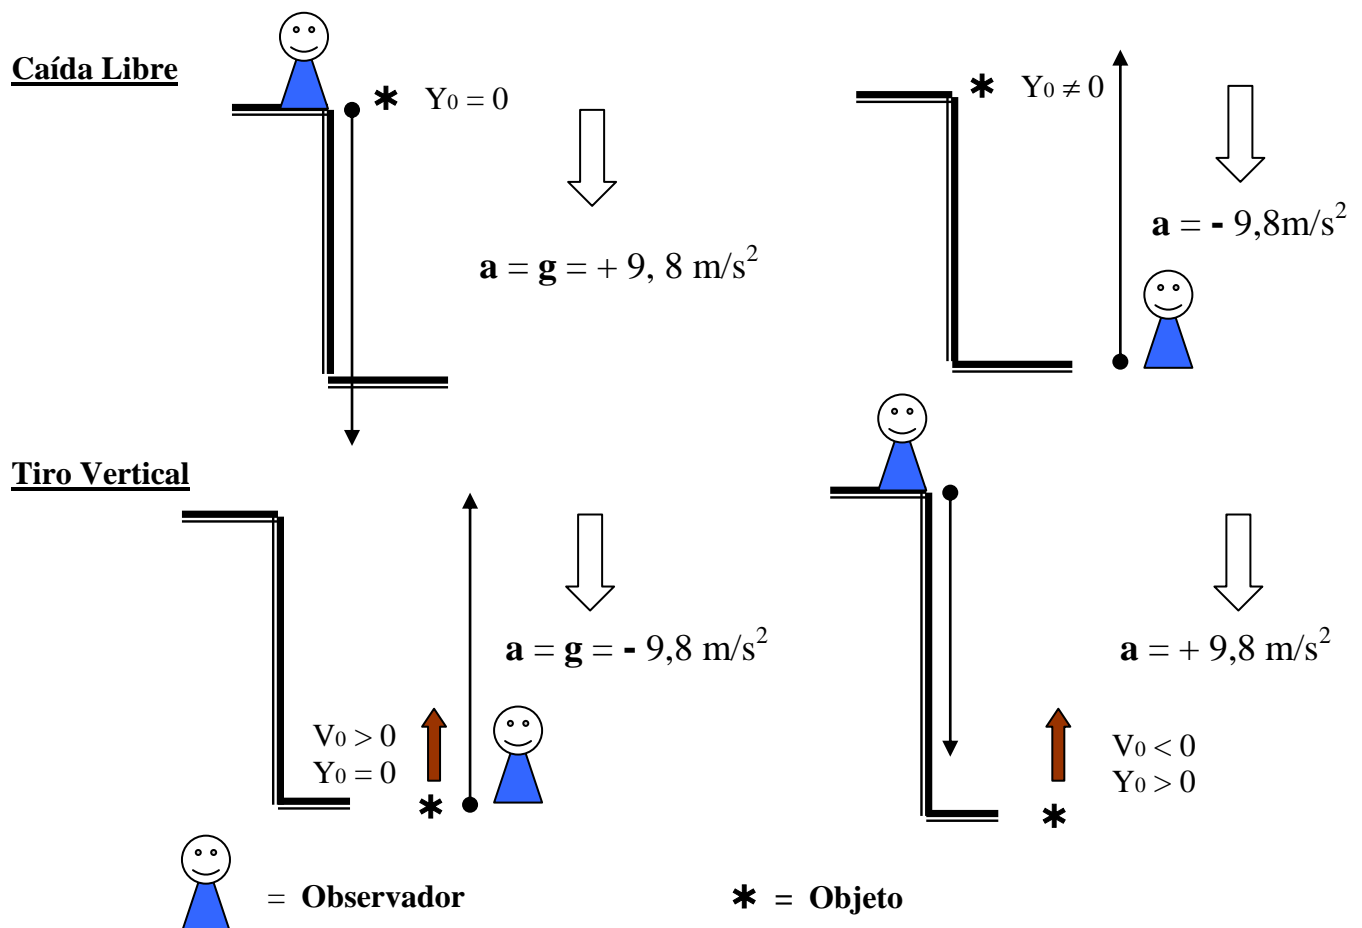 Caída Libre
Y0 = 0
a = g = + 9, 8 m/s²
Y0 ≠ 0
a = - 9,8m/s²
Tiro Vertical
a = g = - 9,8 m/s²
V0 > 0
Y0 = 0
a = + 9,8 m/s²
V0 < 0
Y0 > 0
= Observador
* = Objeto